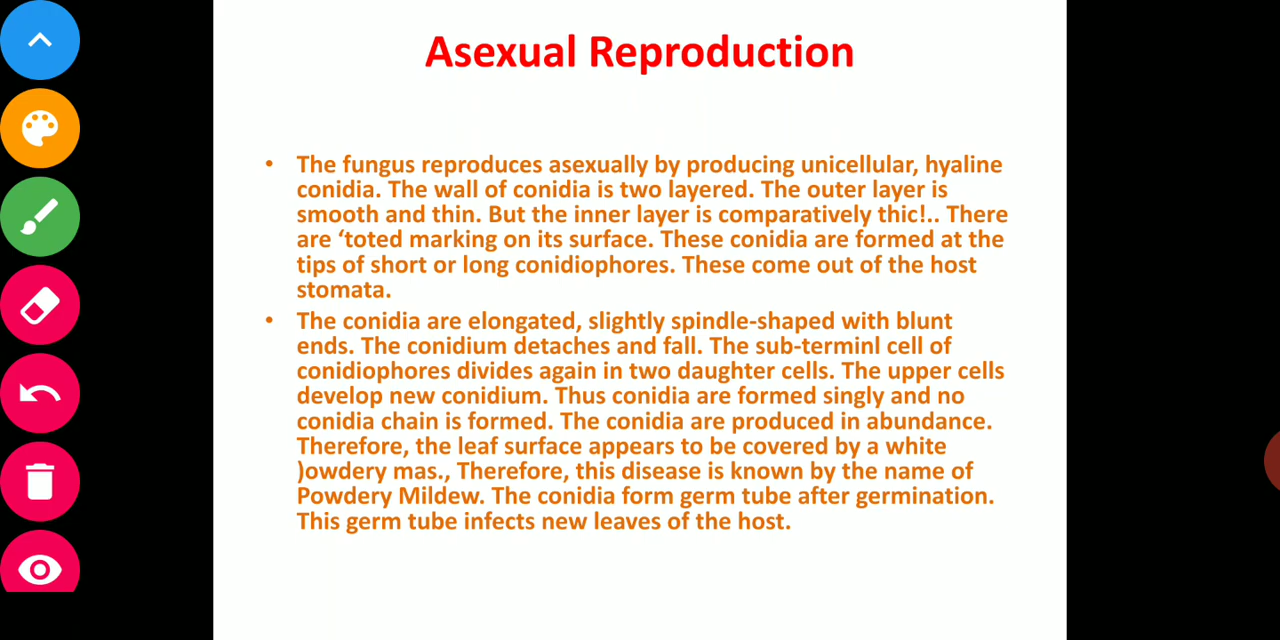 Asexual Reproduction
• The fungus reproduces asexually by producing unicellular, hyaline
conidia. The wall of conidia is two layered. The outer layer is
smooth and thin. But the inner layer is comparatively thic!.. There
are ‘toted marking on its surface. These conidia are formed at the
tips of short or long conidiophores. These come out of the host
stomata.
• The conidia are elongated, slightly spindle-shaped with blunt
ends. The conidium detaches and fall. The sub-terminl cell of
conidiophores divides again in two daughter cells. The upper cells
develop new conidium. Thus conidia are formed singly and no
conidia chain is formed. The conidia are produced in abundance.
Therefore, the leaf surface appears to be covered by a white
)owdery mas., Therefore, this disease is known by the name of
Powdery Mildew. The conidia form germ tube after germination.
This germ tube infects new leaves of the host.